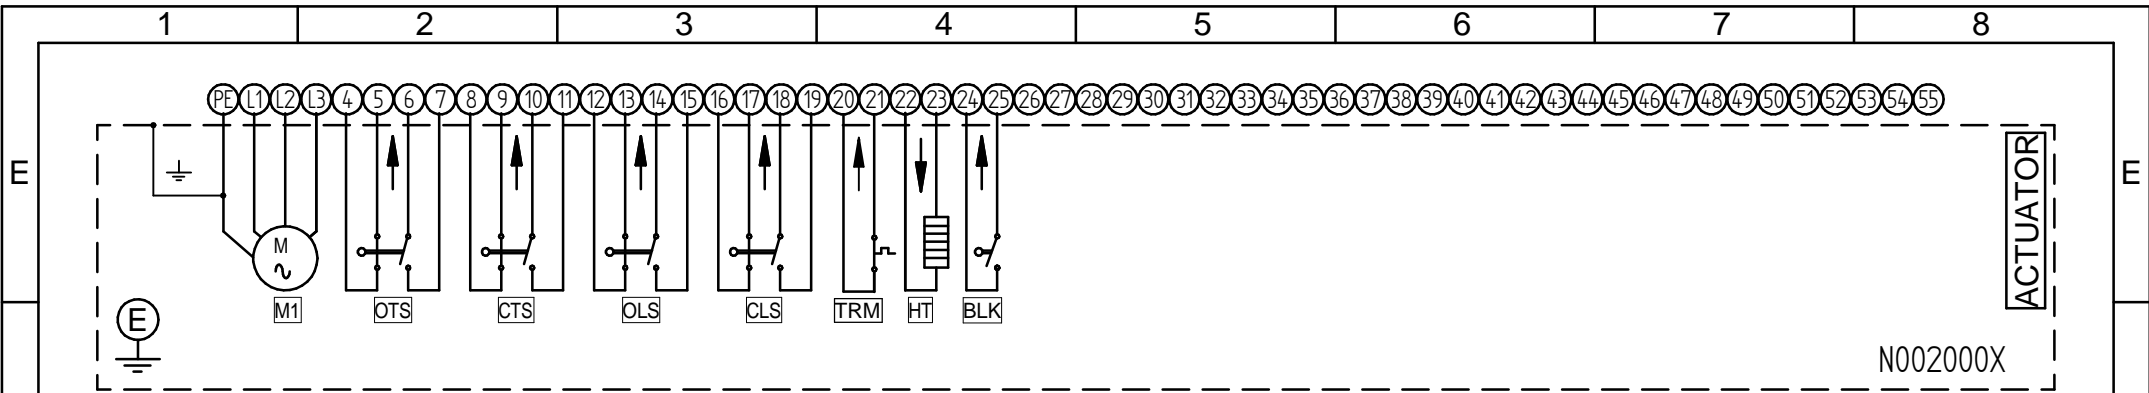 1 2 3 4 5 6 7 8
PE L1 L2 L3 4 5 6 7 8 9 10 11 12 13 14 15 16 17 18 19 20 21 22 23 24 25 26 27 28 29 30 31 32 33 34 35 36 37 38 39 40 41 42 43 44 45 46 47 48 49 50 51 52 53 54 55
E E
ACTUATOR
M
M1 OTS CTS OLS CLS TRM HT BLK
E
N002000X